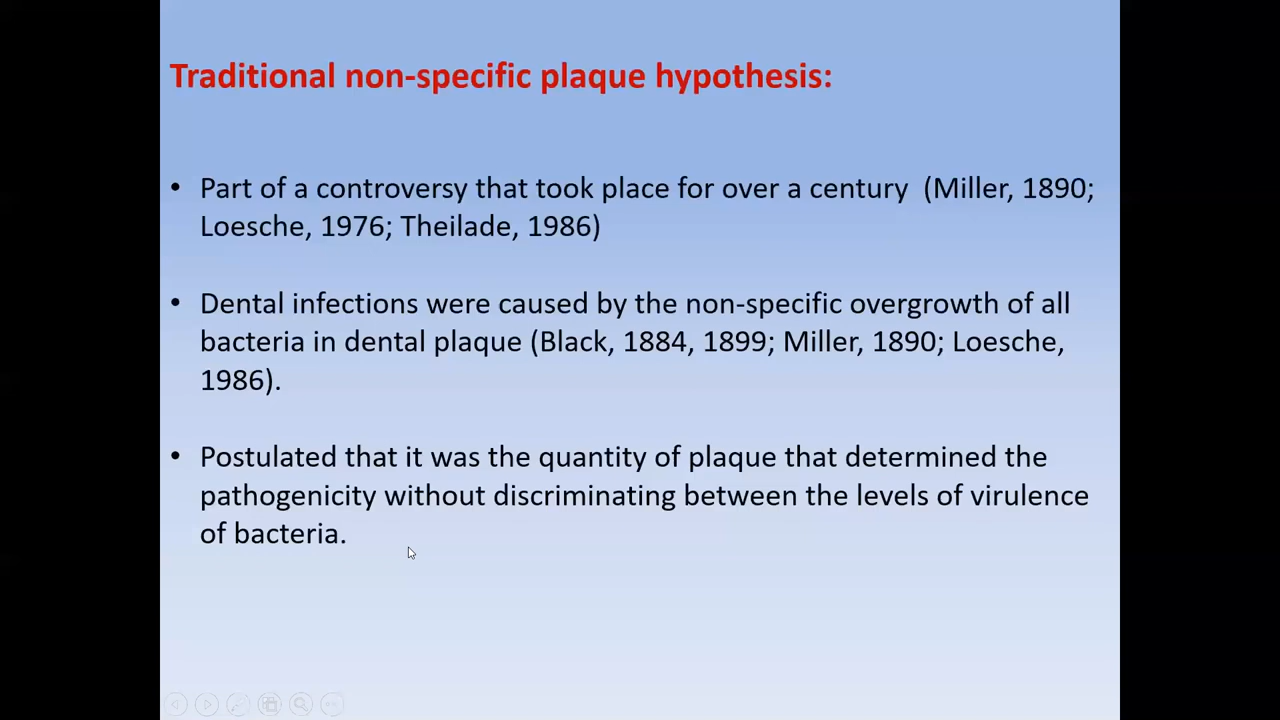 Traditional non-specific plaque hypothesis:
• Part of a controversy that took place for over a century  (Miller, 1890;
Loesche, 1976; Theilade, 1986)
• Dental infections were caused by the non-specific overgrowth of all
bacteria in dental plaque (Black, 1884, 1899; Miller, 1890; Loesche,
1986).
• Postulated that it was the quantity of plaque that determined the
pathogenicity without discriminating between the levels of virulence
of bacteria.